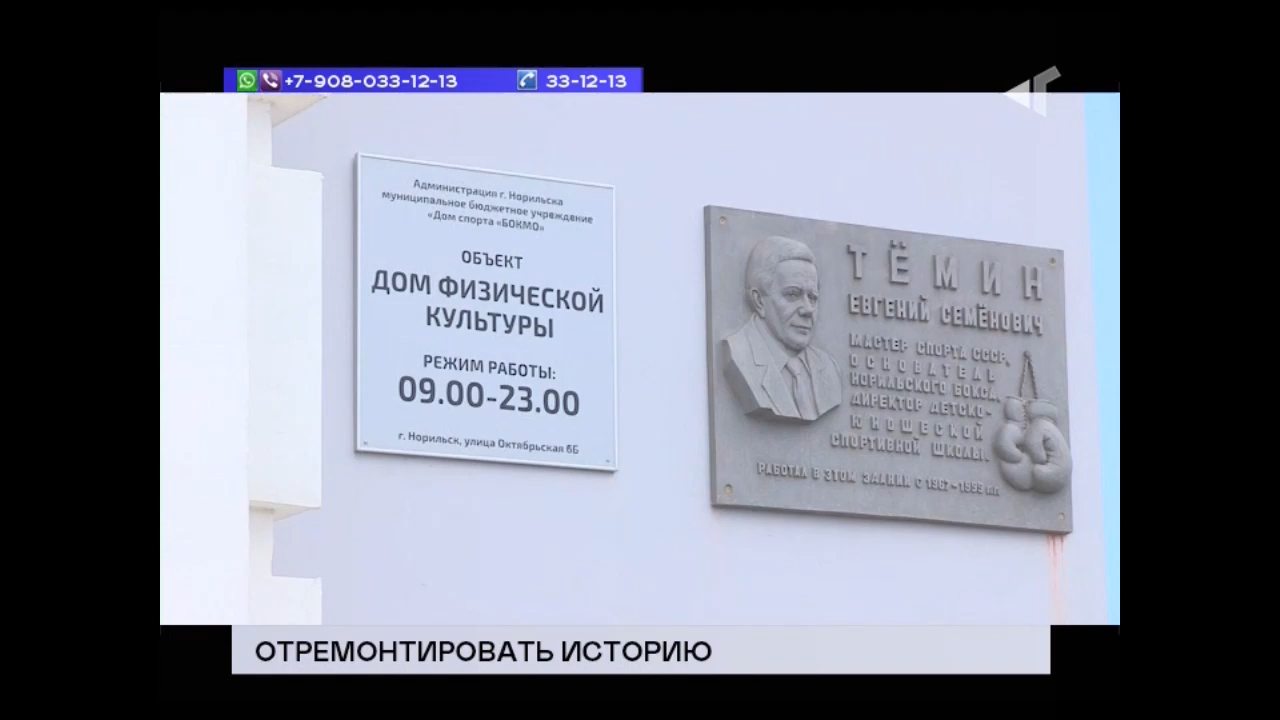 +7-908-033-12-13 33-12-13
Администрация г. Норильска
муниципальное бюджетное учреждение
«Дом спорта «БОКМО»
ОБЪЕКТ
ДОМ ФИЗИЧЕСКОЙ
КУЛЬТУРЫ
РЕЖИМ РАБОТЫ:
09.00-23.00
г. Норильск, улица Октябрьская 6Б
ТЁМИН
ЕВГЕНИЙ СЕМЁНОВИЧ
МАСТЕР СПОРТА СССР,
ОСНОВАТЕЛЬ
НОРИЛЬСКОГО БОКСА,
ДИРЕКТОР ДЕТСКО-
ЮНОШЕСКОЙ
СПОРТИВНОЙ ШКОЛЫ.
РАБОТАЛ В ЭТОМ ЗДАНИИ С 1967-1993 г.г.
ОТРЕМОНТИРОВАТЬ ИСТОРИЮ